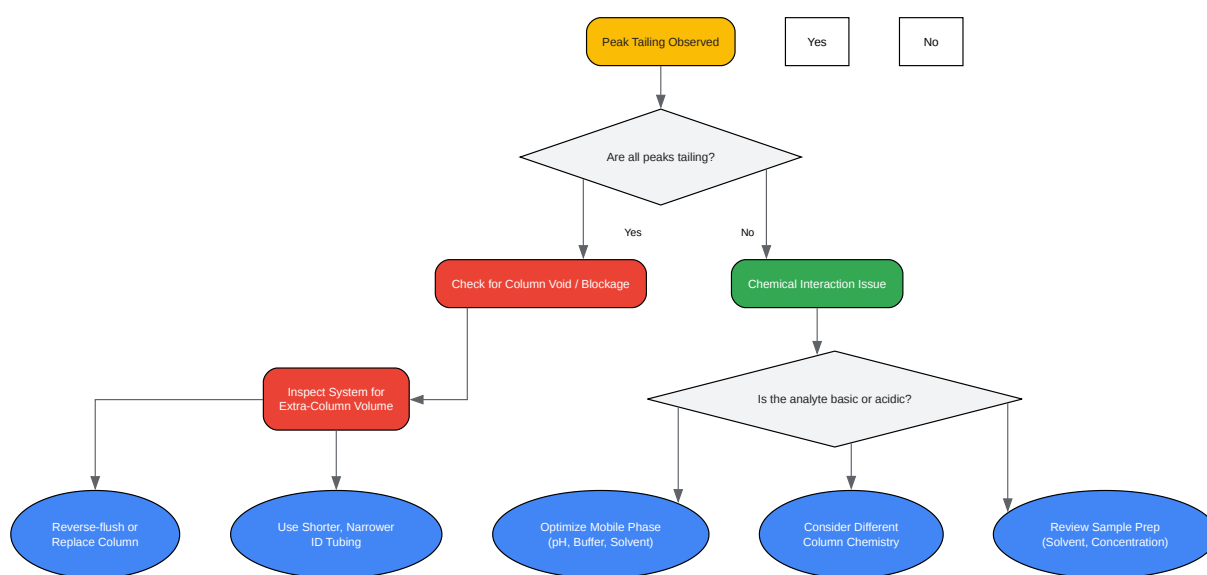 Peak Tailing Observed
Yes
No
Are all peaks tailing?
Yes
No
Check for Column Void / Blockage
Chemical Interaction Issue
Inspect System for
Extra-Column Volume
Is the analyte basic or acidic?
Reverse-flush or
Replace Column
Use Shorter, Narrower
ID Tubing
Optimize Mobile Phase
(pH, Buffer, Solvent)
Consider Different
Column Chemistry
Review Sample Prep
(Solvent, Concentration)